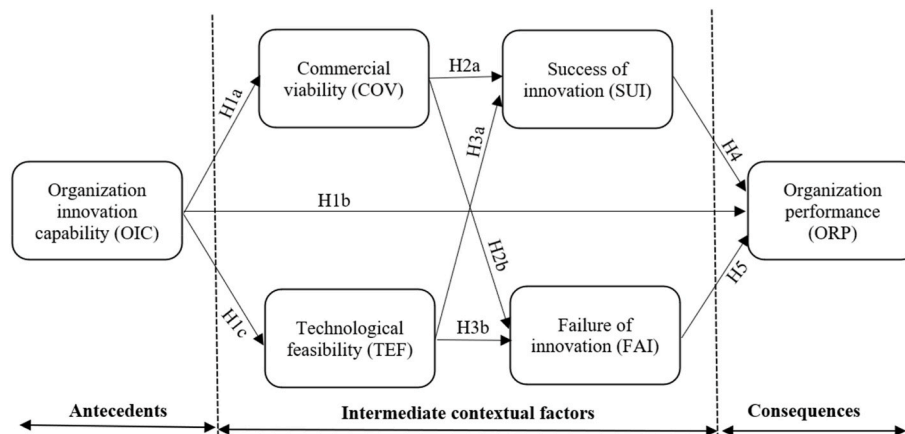 Commercial
viability (COV)
H2a
Success of
innovation (SUI)
H1a
H3a
H4
Organization
innovation
capability (OIC)
H1b
Organization
performance
(ORP)
H2b
H1c
H5
Technological
feasibility (TEF)
H3b
Failure of
innovation (FAI)
Antecedents
Intermediate contextual factors
Consequences